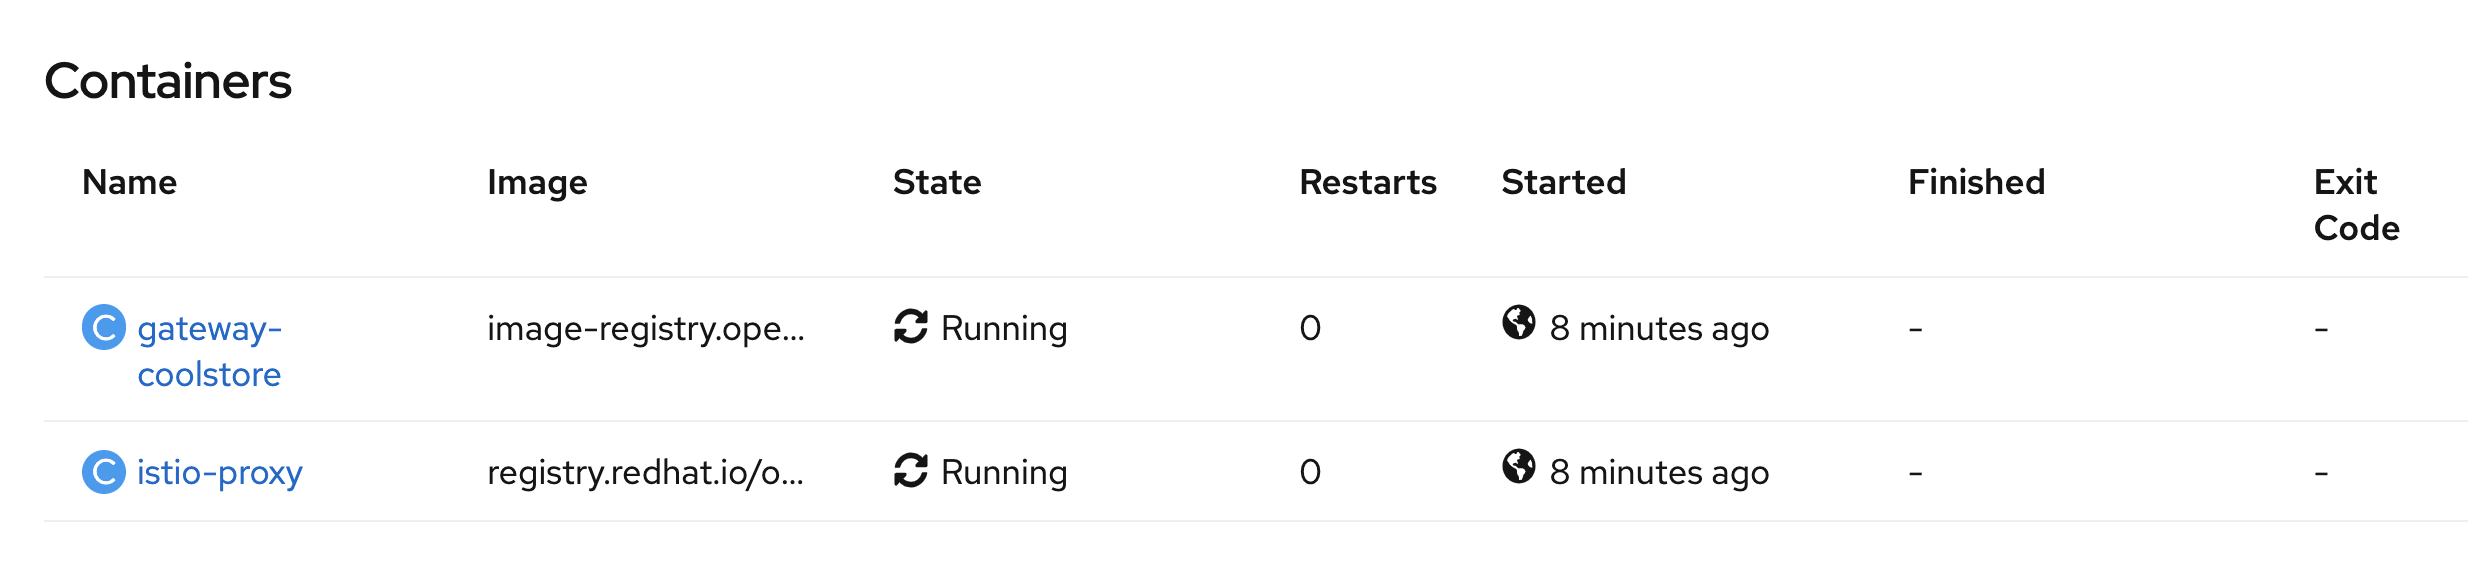 Containers
Name Image State Restarts Started Finished Exit Code
C gateway-coolstore image-registry.ope... Running 0 8 minutes ago - -
C istio-proxy registry.redhat.io/o... Running 0 8 minutes ago - -